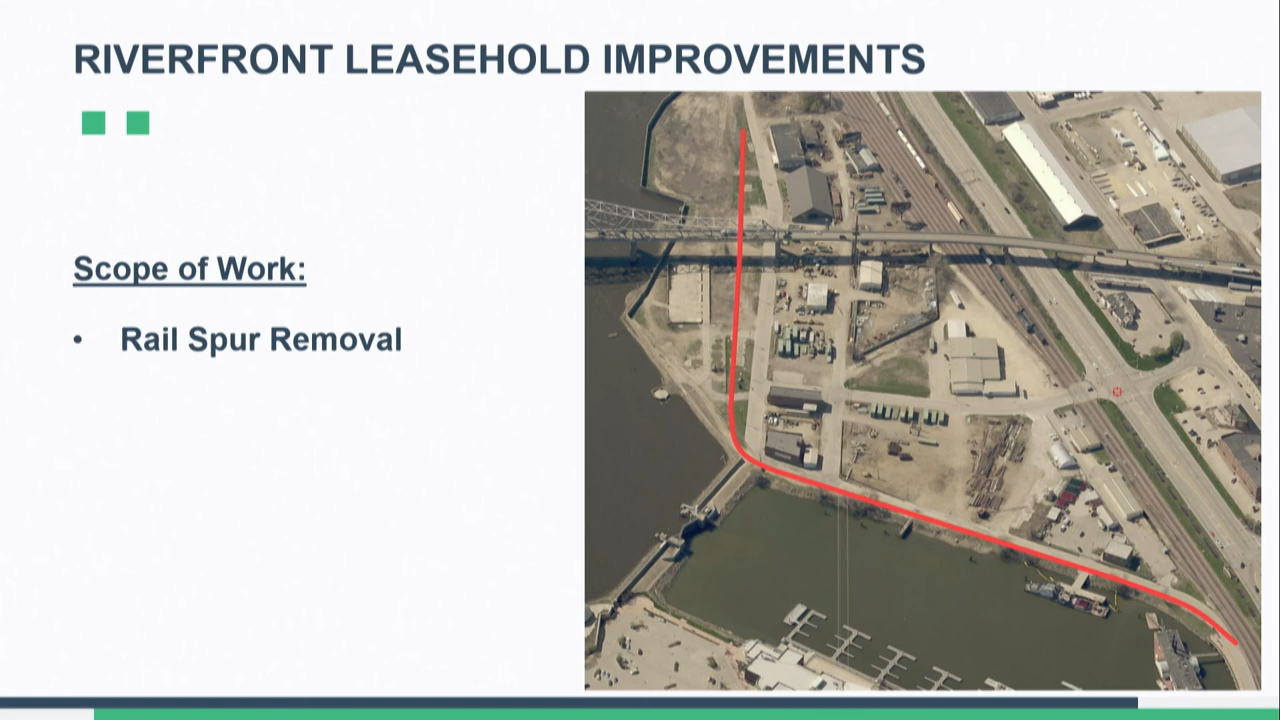 RIVERFRONT LEASEHOLD IMPROVEMENTS
Scope of Work:
• Rail Spur Removal